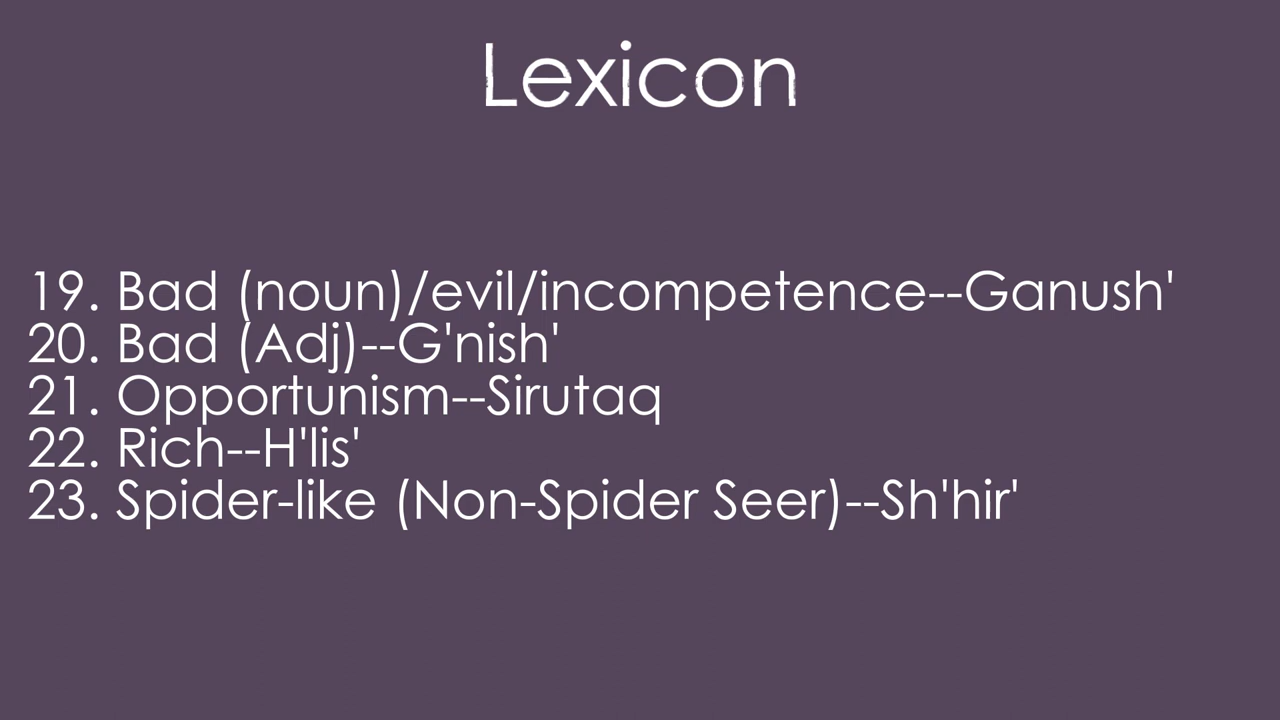 Lexicon
19. Bad (noun)/evil/incompetence--Ganush'
20. Bad (Adj)--G'nish'
21. Opportunism--Sirutaq
22. Rich--H'lis'
23. Spider-like (Non-Spider Seer)--Sh'hir'